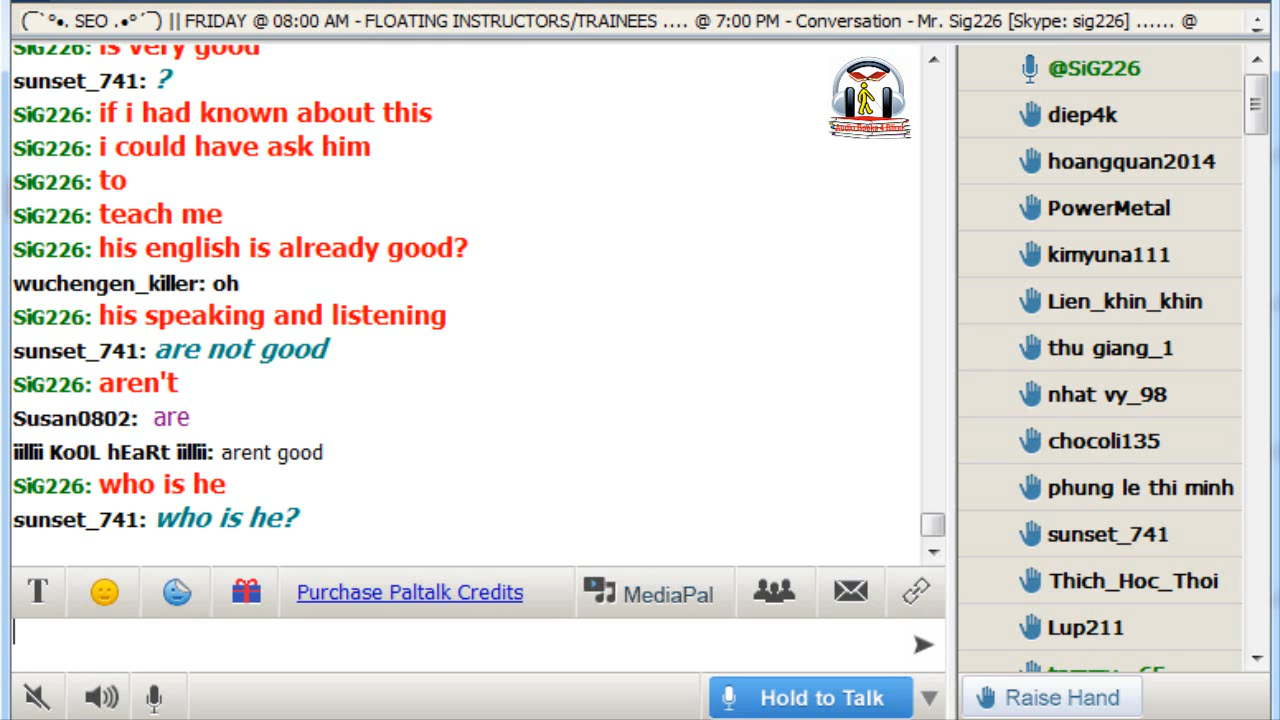 (¯`°•. SEO .•°´¯) || FRIDAY @ 08:00 AM - FLOATING INSTRUCTORS/TRAINEES .... @ 7:00 PM - Conversation - Mr. Sig226 [Skype: sig226] ...... @
SiG226: is very good
sunset_741: ?
SiG226: if i had known about this
SiG226: i could have ask him
SiG226: to
SiG226: teach me
SiG226: his english is already good?
wuchengen_killer: oh
SiG226: his speaking and listening
sunset_741: are not good
SiG226: aren't
Susan0802: are
iillii KoOL hEaRt iillii: arent good
SiG226: who is he
sunset_741: who is he?
@SiG226
diep4k
hoangquan2014
PowerMetal
kimyuna111
Lien_khin_khin
thu giang_1
nhat vy_98
chocoli135
phung le thi minh
sunset_741
Thich_Hoc_Thoi
Lup211
T
Purchase Paltalk Credits
MediaPal
Hold to Talk
Raise Hand